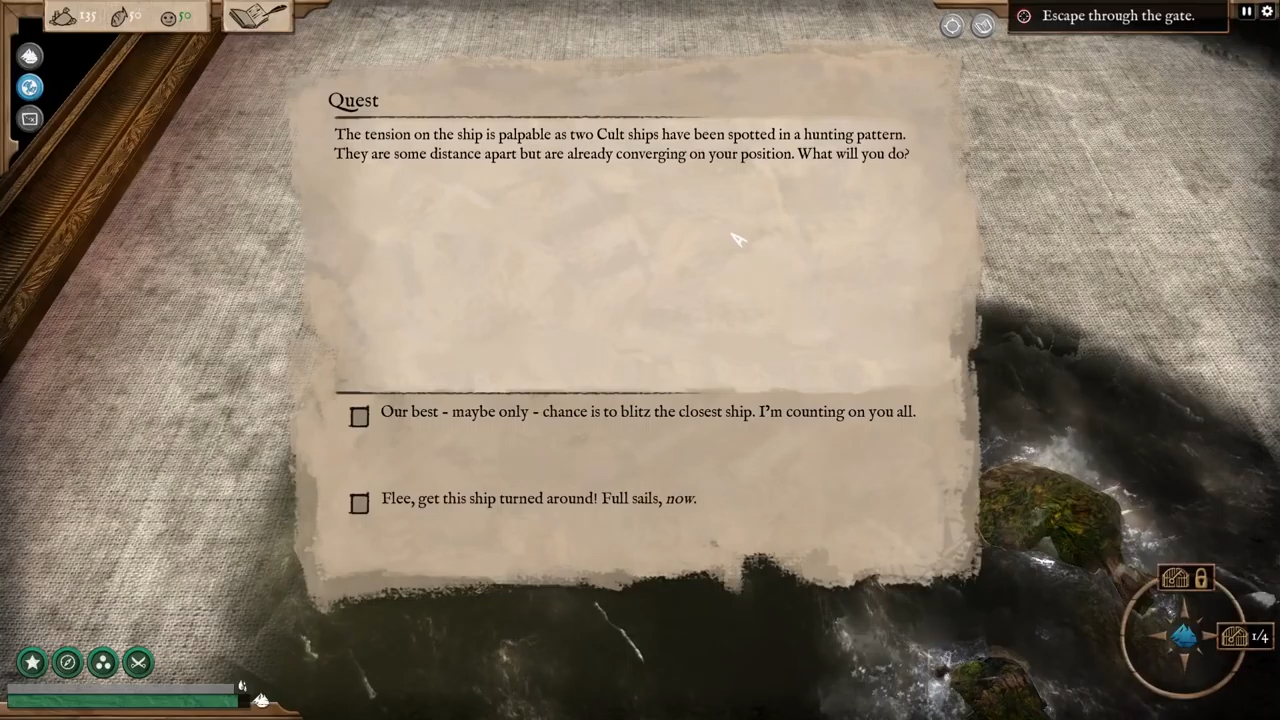 135
50
50
Escape through the gate.
Quest
The tension on the ship is palpable as two Cult ships have been spotted in a hunting pattern.
They are some distance apart but are already converging on your position. What will you do?
Our best - maybe only - chance is to blitz the closest ship. I'm counting on you all.
Flee, get this ship turned around! Full sails, now.
1/4